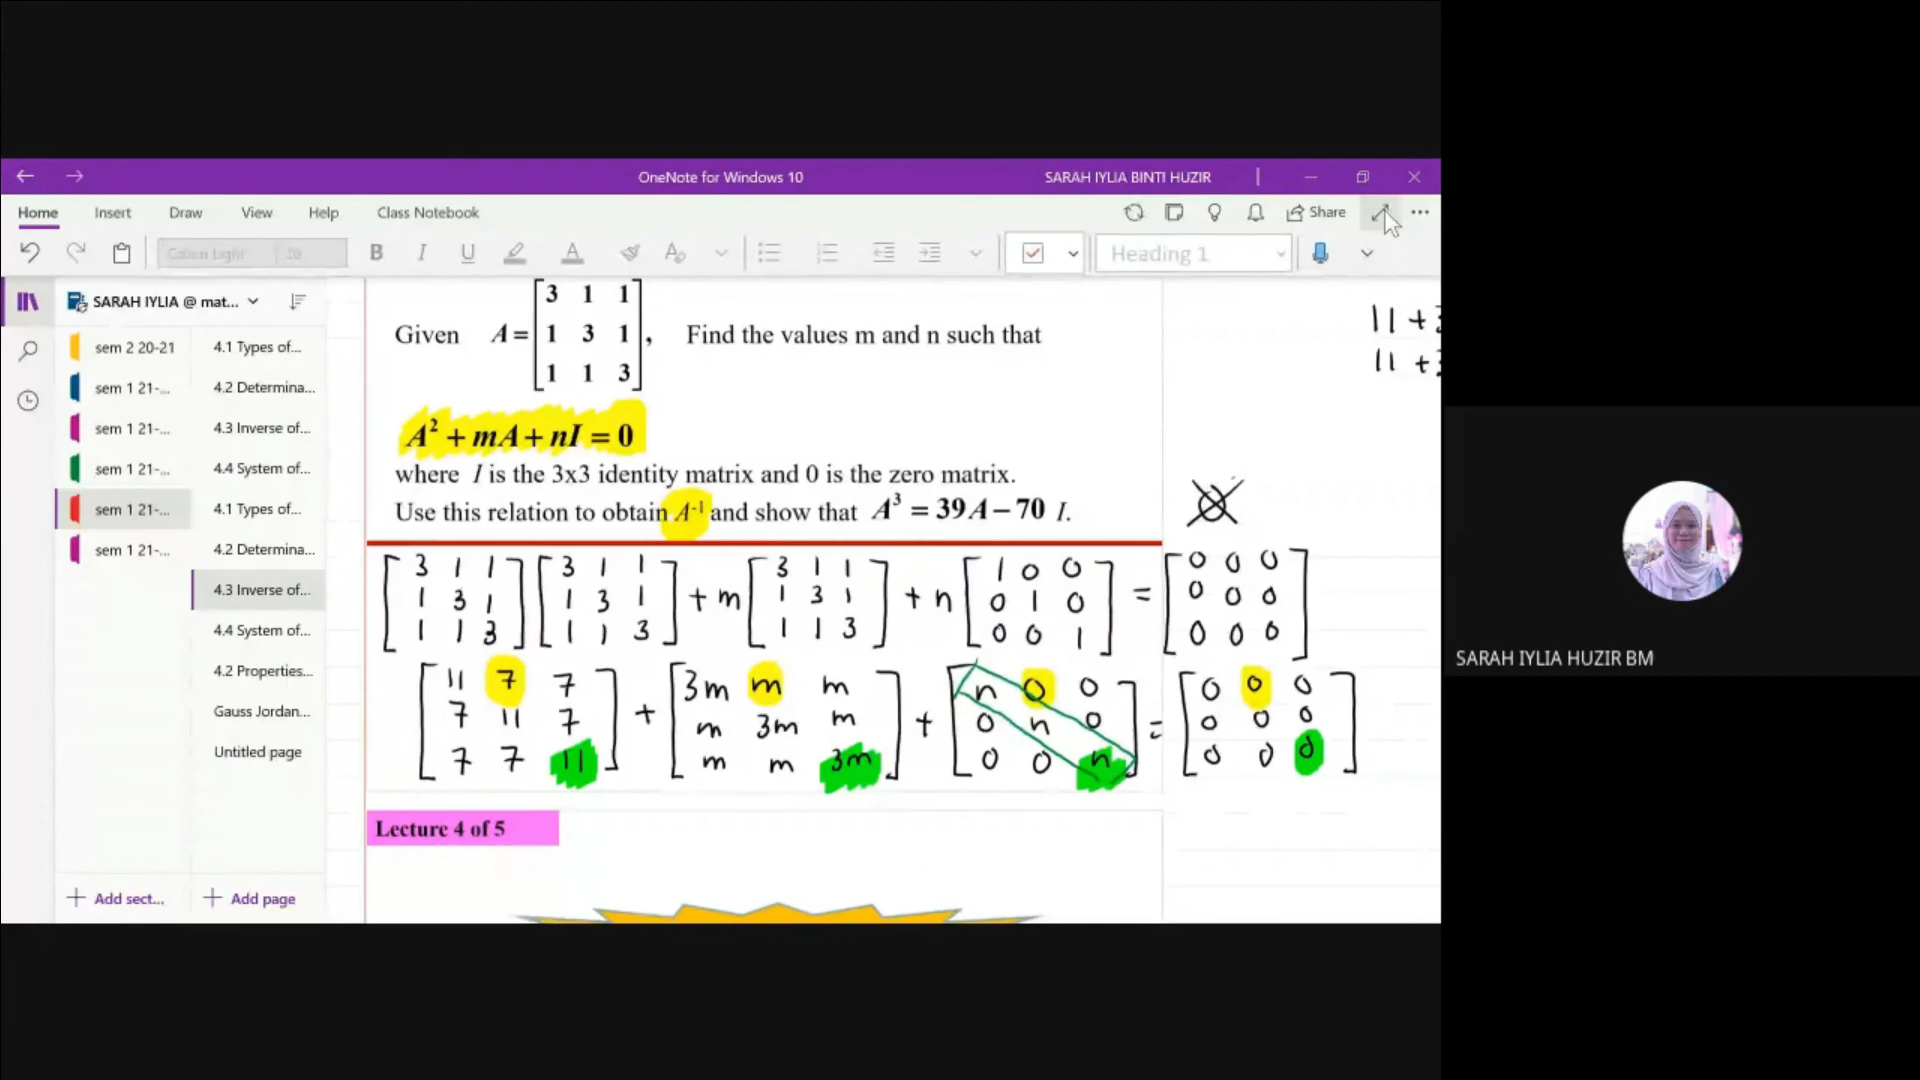 OneNote for Windows 10
SARAH IYLIA BINTI HUZIR
Home Insert Draw View Help Class Notebook
Share
B I U A Heading 1
SARAH IYLIA @ mat...
sem 2 20-21
sem 1 21-...
sem 1 21-...
sem 1 21-...
sem 1 21-...
sem 1 21-...
4.1 Types of...
4.2 Determina...
4.3 Inverse of...
4.4 System of...
4.1 Types of...
4.2 Determina...
4.3 Inverse of...
4.4 System of...
4.2 Properties...
Gauss Jordan...
Untitled page
+ Add sect...
+ Add page
3 1 1
Given A = 1 3 1 , Find the values m and n such that
1 1 3
A² + mA + nI = 0
where I is the 3x3 identity matrix and 0 is the zero matrix.
Use this relation to obtain A⁻¹ and show that A³ = 39A − 70 I.
3 1 1 3 1 1 3 1 1 1 0 0 0 0 0
1 3 1 1 3 1 + m 1 3 1 + n 0 1 0 = 0 0 0
1 1 3 1 1 3 1 1 3 0 0 1 0 0 0
11 7 7 3m m m n 0 0 0 0 0
7 11 7 + m 3m m + 0 n 0 = 0 0 0
7 7 11 m m 3m 0 0 n 0 0 0
11 +
11 +
Lecture 4 of 5
SARAH IYLIA HUZIR BM